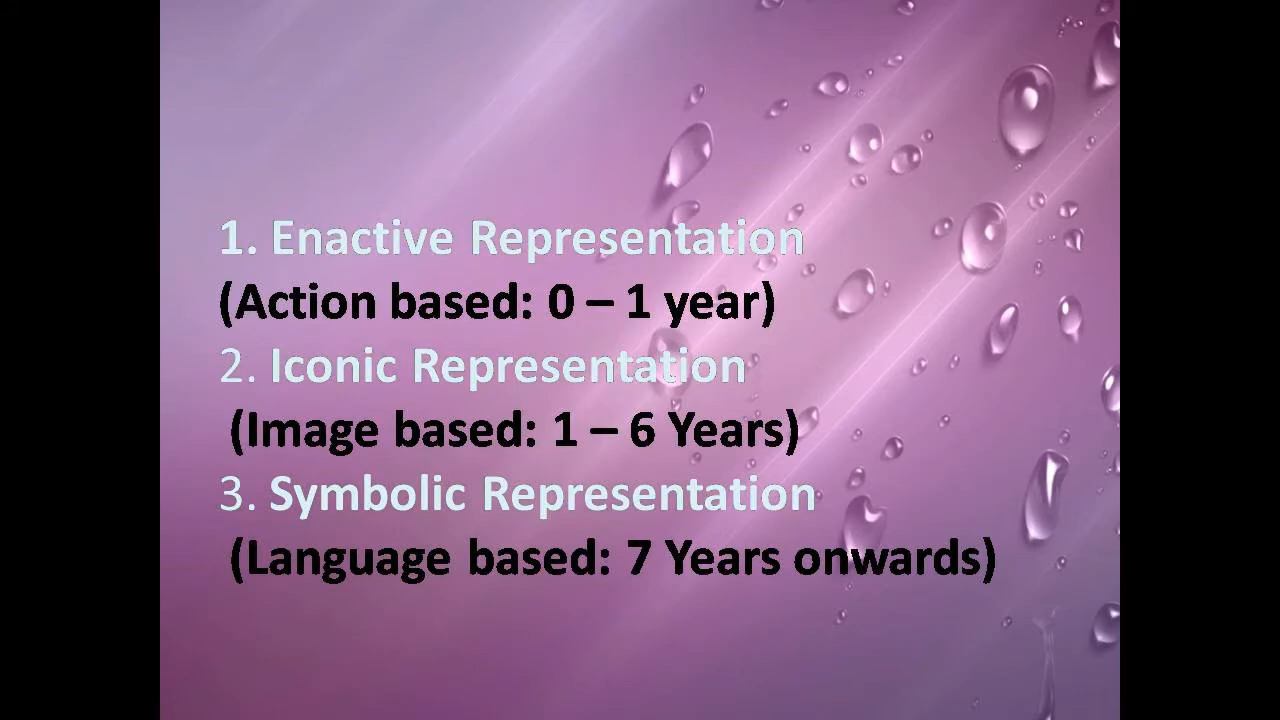 1. Enactive Representation
(Action based: 0 – 1 year)
2. Iconic Representation
(Image based: 1 – 6 Years)
3. Symbolic Representation
(Language based: 7 Years onwards)